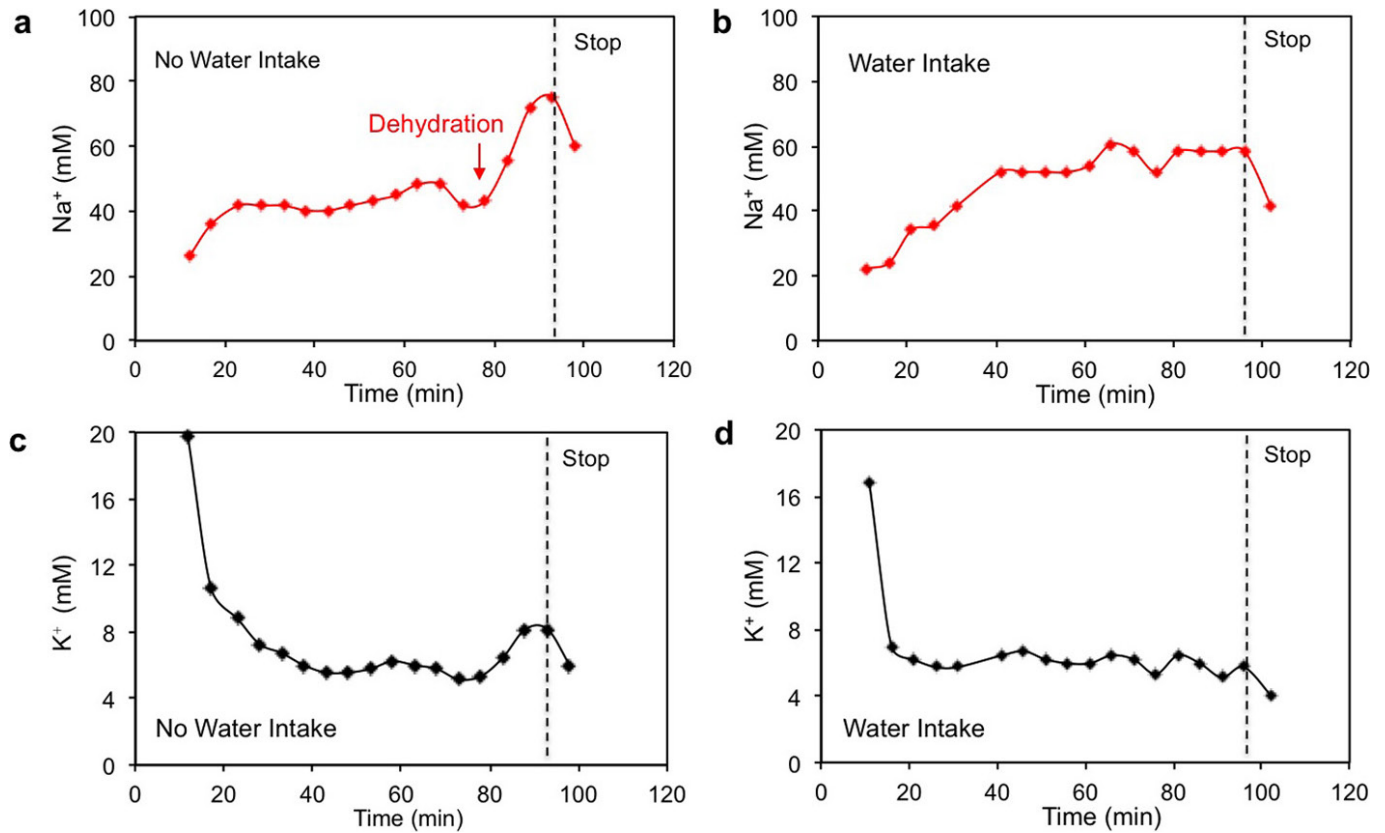 a
100
80
60
40
20
0
Na⁺ (mM)
No Water Intake
Dehydration
Stop
0 20 40 60 80 100 120
Time (min)
b
100
80
60
40
20
0
Na⁺ (mM)
Water Intake
Stop
0 20 40 60 80 100 120
Time (min)
c
20
16
12
8
4
0
K⁺ (mM)
Stop
No Water Intake
0 20 40 60 80 100 120
Time (min)
d
20
16
12
8
4
0
K⁺ (mM)
Stop
Water Intake
0 20 40 60 80 100 120
Time (min)